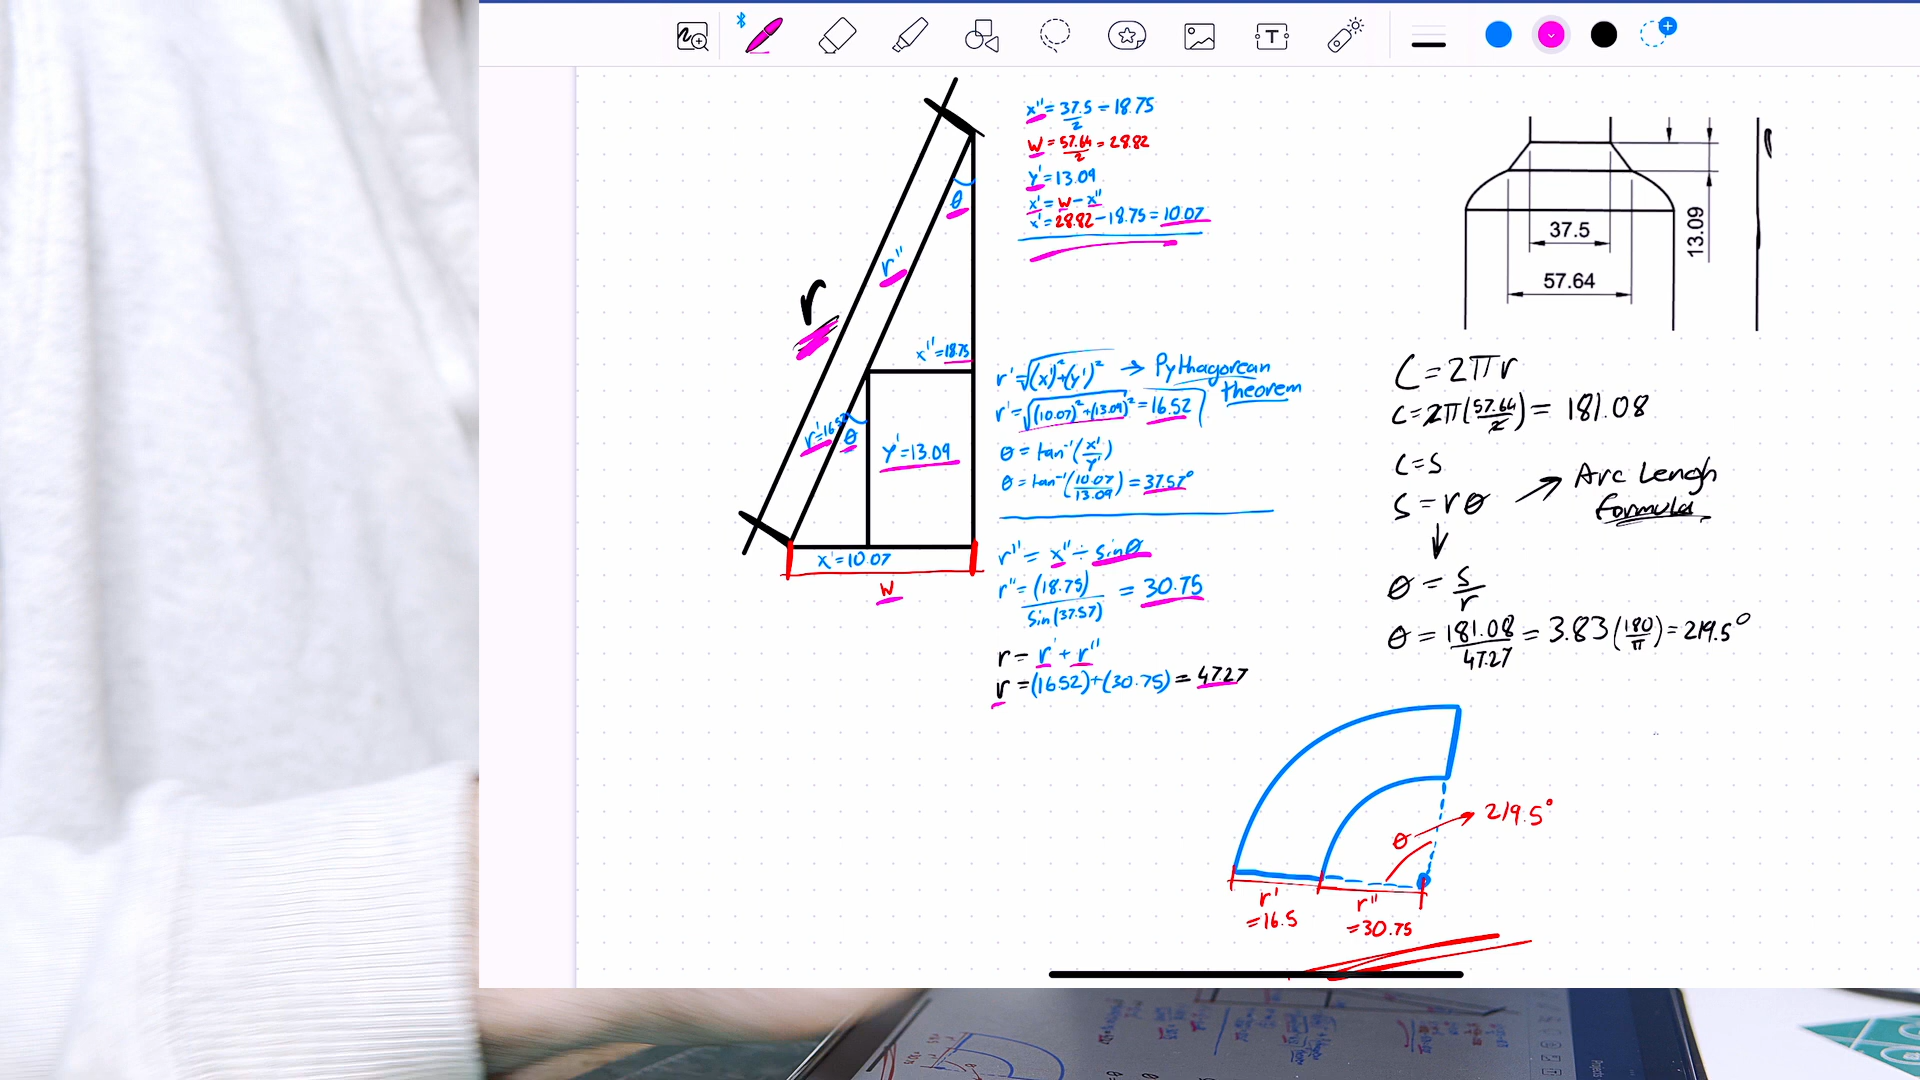 x'' = 37.5/2 = 18.75
w = 57.64/2 = 28.82
y' = 13.09
x' = w - x''
x' = 28.82 - 18.75 = 10.07
θ
r''
r
x'' = 18.75
r' = 16.52
θ
y' = 13.09
x' = 10.07
w
r' = √(x')²+(y')² → Pythagorean theorem
r' = √(10.07)²+(13.09)² = 16.52
θ = tan⁻¹(x'/y')
θ = tan⁻¹(10.07/13.09) = 37.57°
r'' = x'' ÷ sinθ
r'' = (18.75)/sin(37.57) = 30.75
r = r' + r''
r = (16.52)+(30.75) = 47.27
37.5
57.64
13.09
C = 2πr
C = 2π(57.64/2) = 181.08
C = S
S = rθ → Arc Lengh formula
↓
θ = S/r
θ = 181.08/47.27 = 3.83(180/π) = 219.5°
θ → 219.5°
r' = 16.5
r'' = 30.75
T